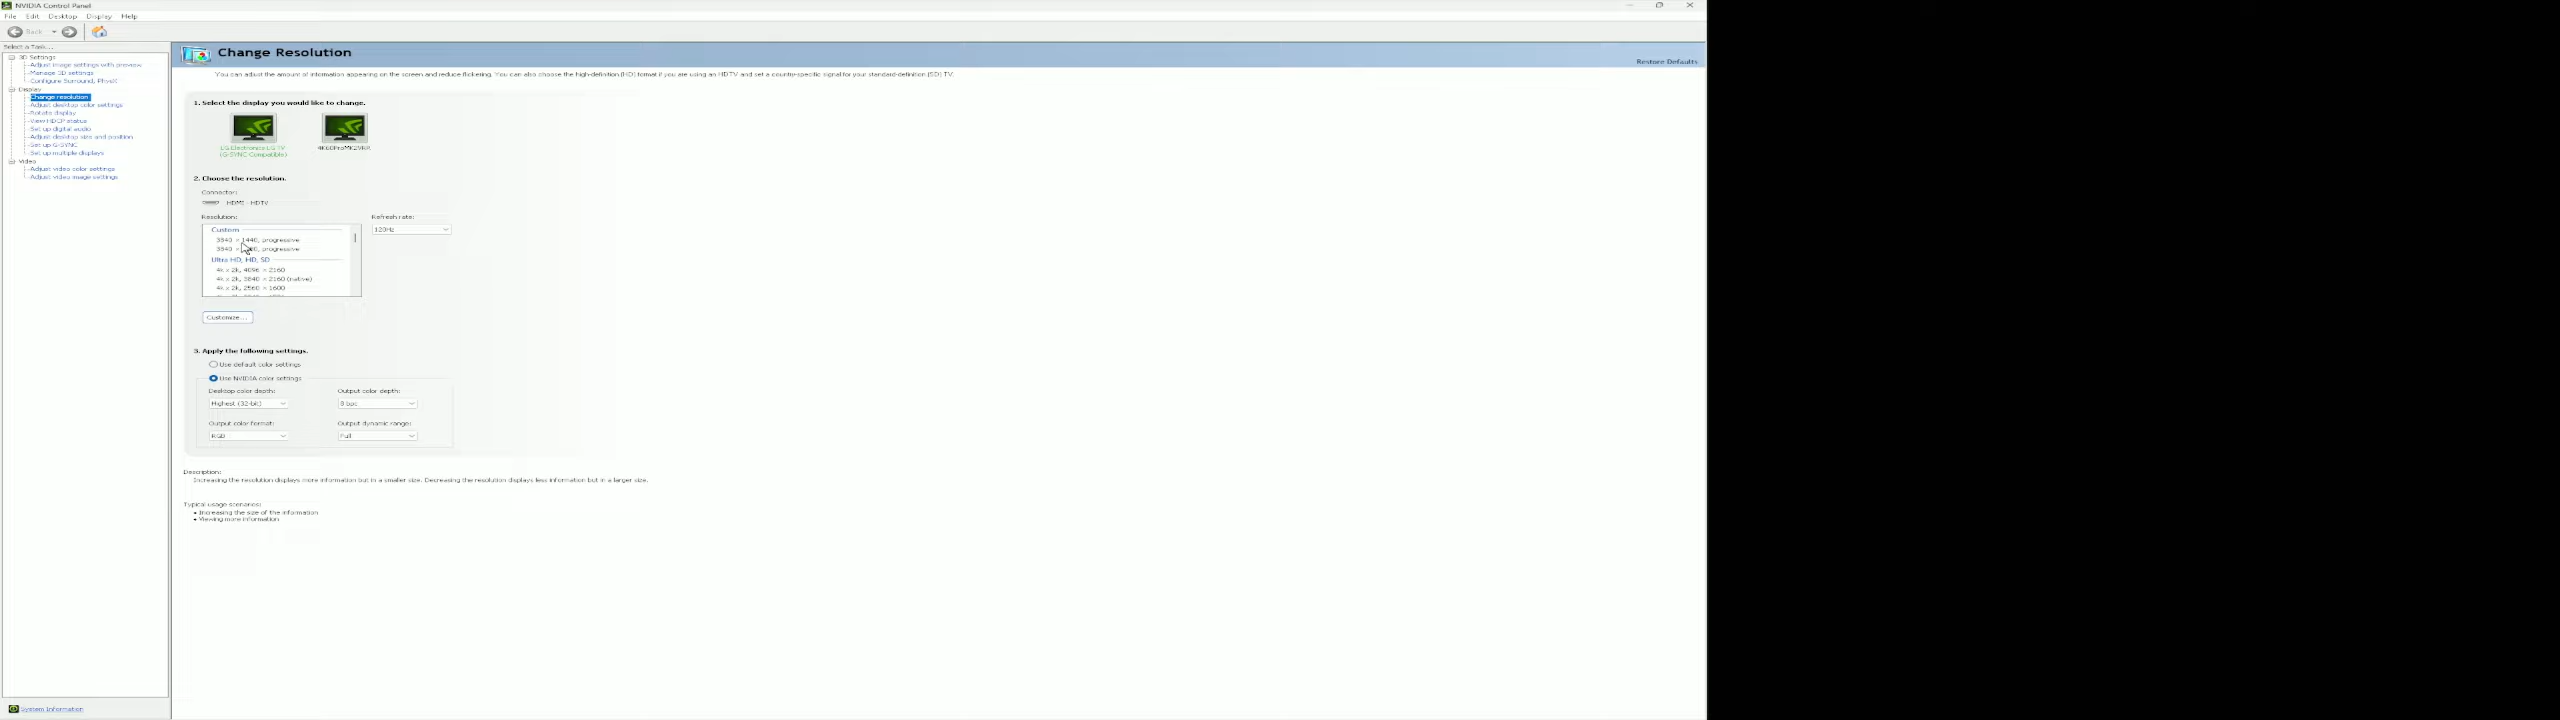 NVIDIA Control Panel
File Edit Desktop Display Help
Back
Select a Task...
3D Settings
Adjust image settings with preview
Manage 3D settings
Configure Surround, PhysX
Display
Change resolution
Adjust desktop color settings
Rotate display
View HDCP status
Set up digital audio
Adjust desktop size and position
Set up G-SYNC
Set up multiple displays
Video
Adjust video color settings
Adjust video image settings
System Information
Change Resolution
Restore Defaults
You can adjust the amount of information appearing on the screen and reduce flickering. You can also choose the high-definition (HD) format if you are using an HDTV and set a country-specific signal for your standard-definition (SD) TV.
1. Select the display you would like to change.
LG Electronics LG TV
(G-SYNC Compatible)
4K60ProMK2VRR
2. Choose the resolution.
Connector:
HDMI - HDTV
Resolution:
Refresh rate:
120Hz
Custom
1440, progressive
progressive
Ultra HD, HD, SD
4k x 2k, 4096 × 2160
4k x 2k, 3840 × 2160 (native)
4k x 2k, 2560 × 1600
Customize...
3. Apply the following settings.
Use default color settings
Use NVIDIA color settings
Desktop color depth:
Output color depth:
Highest (32-bit)
8 bpc
Output color format:
Output dynamic range:
RGB
Full
Description:
Increasing the resolution displays more information but in a smaller size. Decreasing the resolution displays less information but in a larger size.
Typical usage scenarios:
• Increasing the size of the information
• Viewing more information